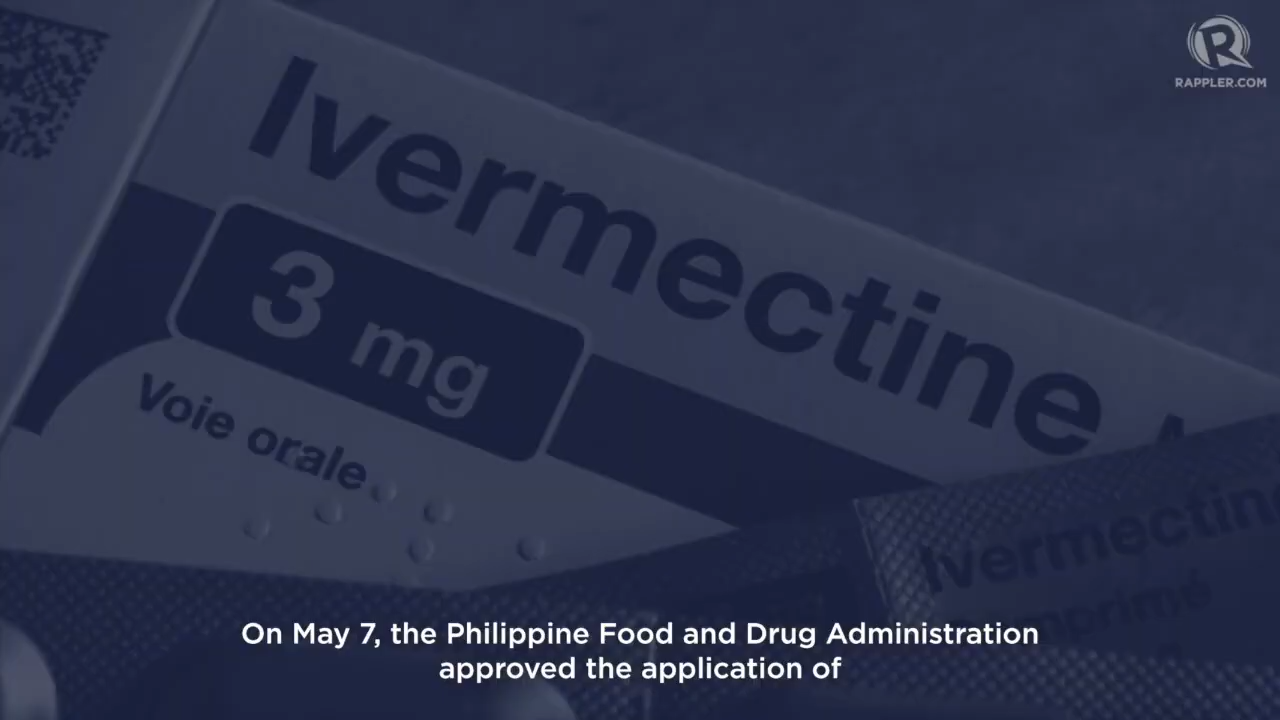 RAPPLER.COM
Ivermectine
3 mg
Voie orale
Ivermectine
On May 7, the Philippine Food and Drug Administration
approved the application of